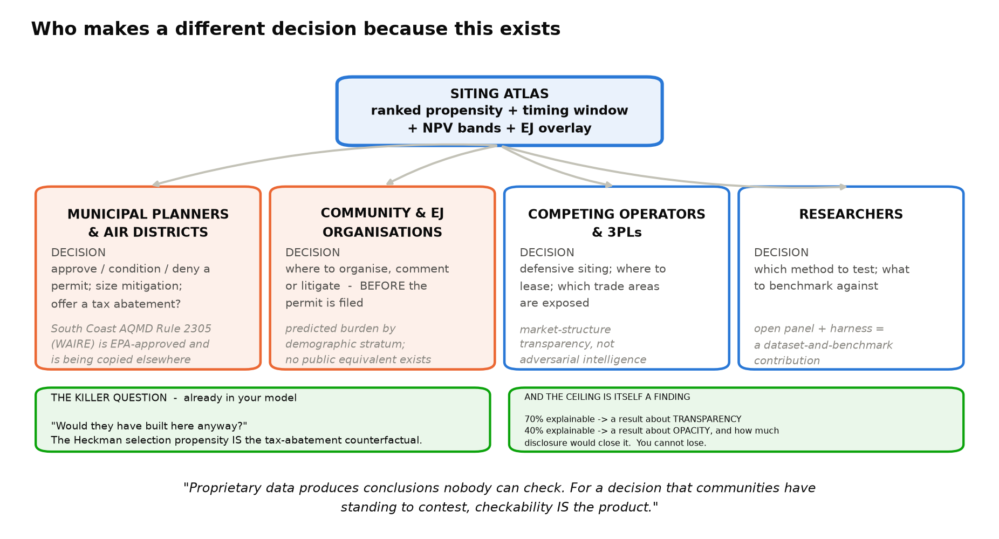 Who makes a different decision because this exists
SITING ATLAS
ranked propensity + timing window
+ NPV bands + EJ overlay
MUNICIPAL PLANNERS
& AIR DISTRICTS
DECISION
approve / condition / deny a
permit; size mitigation;
offer a tax abatement?
South Coast AQMD Rule 2305
(WAIRE) is EPA-approved and
is being copied elsewhere
COMMUNITY & EJ
ORGANISATIONS
DECISION
where to organise, comment
or litigate  -  BEFORE the
permit is filed
predicted burden by
demographic stratum;
no public equivalent exists
COMPETING OPERATORS
& 3PLs
DECISION
defensive siting; where to
lease; which trade areas
are exposed
market-structure
transparency, not
adversarial intelligence
RESEARCHERS
DECISION
which method to test; what
to benchmark against
open panel + harness =
a dataset-and-benchmark
contribution
THE KILLER QUESTION  -  already in your model
"Would they have built here anyway?"
The Heckman selection propensity IS the tax-abatement counterfactual.
AND THE CEILING IS ITSELF A FINDING
70% explainable -> a result about TRANSPARENCY
40% explainable -> a result about OPACITY, and how much
disclosure would close it.  You cannot lose.
"Proprietary data produces conclusions nobody can check. For a decision that communities have
standing to contest, checkability IS the product."